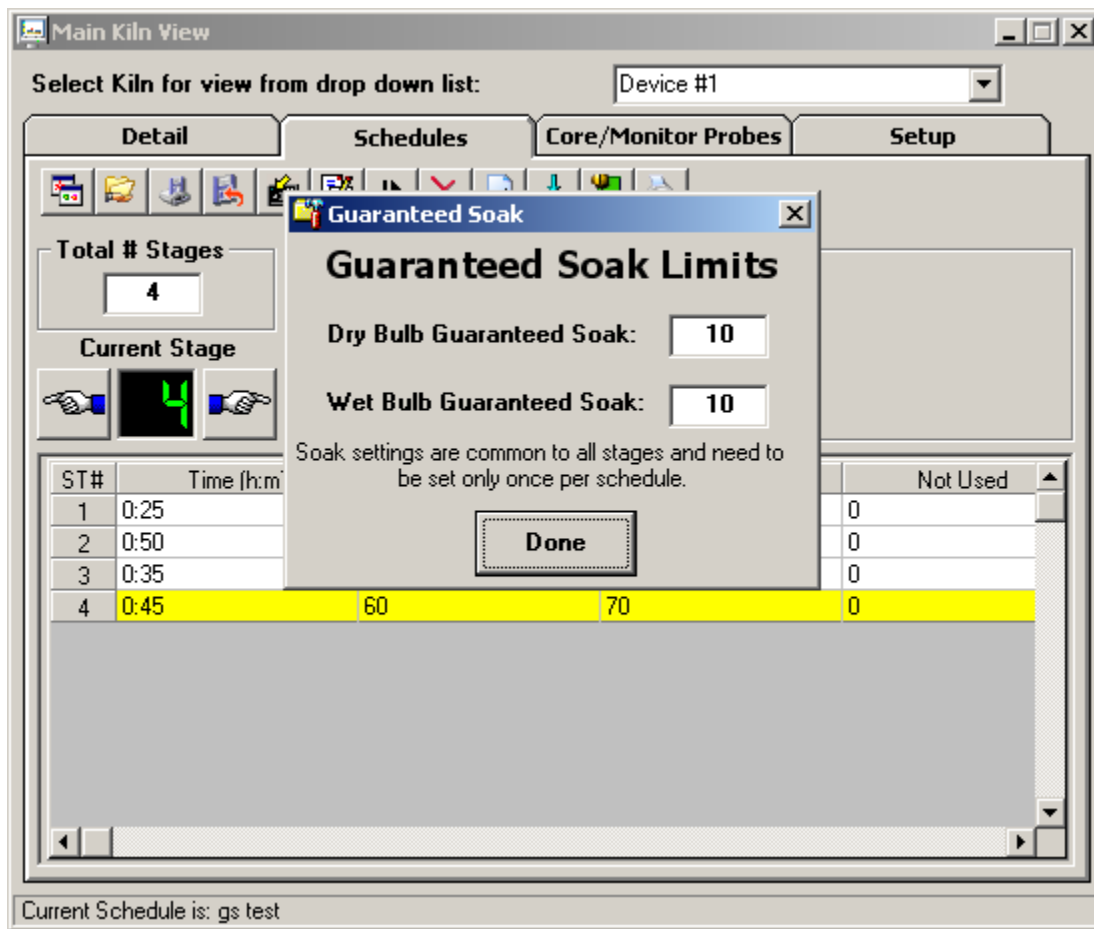 Main Kiln View
Select Kiln for view from drop down list:
Device #1
Detail
Schedules
Core/Monitor Probes
Setup
Guaranteed Soak
Total # Stages
4
Guaranteed Soak Limits
Dry Bulb Guaranteed Soak:
10
Current Stage
4
Wet Bulb Guaranteed Soak:
10
Soak settings are common to all stages and need to
be set only once per schedule.
Done
ST# Time (h:m Not Used
1 0:25 0
2 0:50 0
3 0:35 0
4 0:45 60 70 0
Current Schedule is: gs test